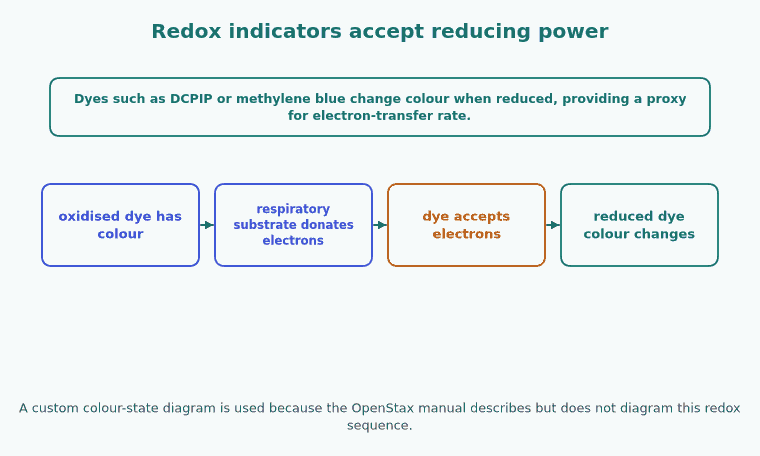 Redox indicators accept reducing power
Dyes such as DCPIP or methylene blue change colour when reduced, providing a proxy
for electron-transfer rate.
oxidised dye has
colour
respiratory
substrate donates
electrons
dye accepts
electrons
reduced dye
colour changes
A custom colour-state diagram is used because the OpenStax manual describes but does not diagram this redox
sequence.